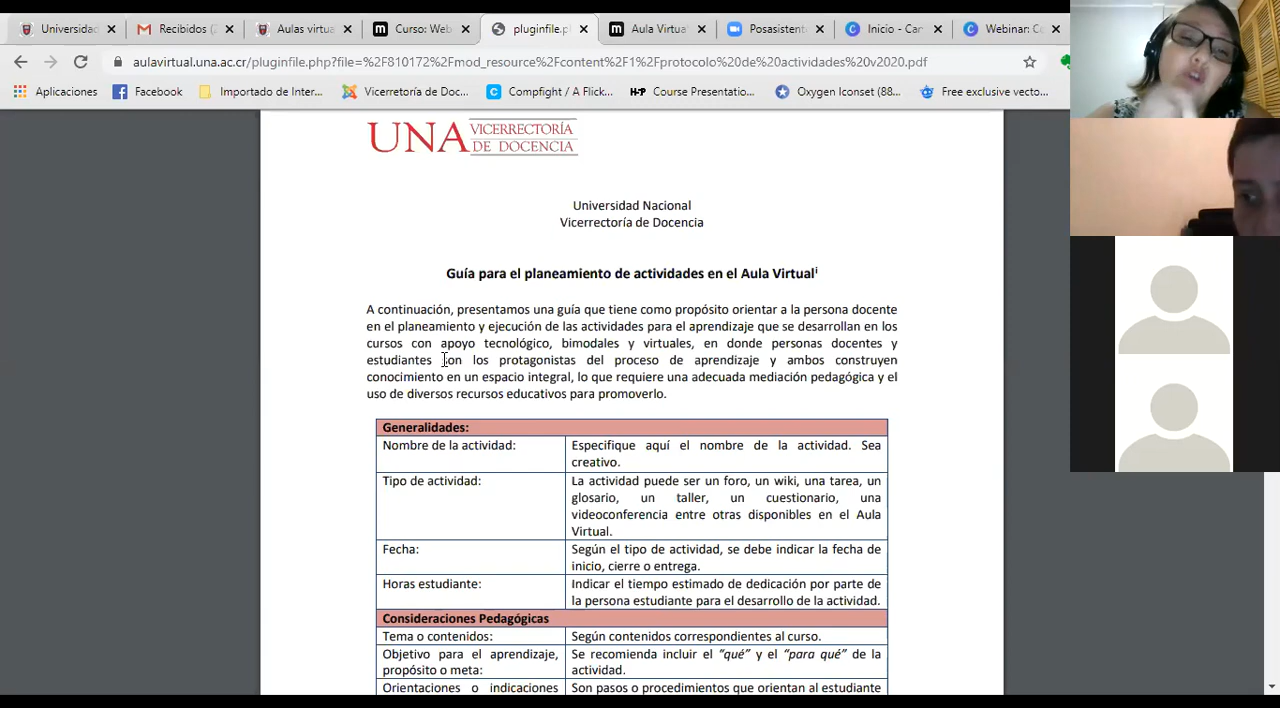 Universidad
Recibidos (2
Aulas virtua
Curso: Web
pluginfile.p
Aula Virtua
Posasistent
Inicio - Can
Webinar: Co
aulavirtual.una.ac.cr/pluginfile.php?file=%2F810172%2Fmod_resource%2Fcontent%2F1%2Fprotocolo%20de%20actividades%20v2020.pdf
Aplicaciones
Facebook
Importado de Inter...
Vicerretoría de Doc...
Compfight / A Flick...
Course Presentatio...
Oxygen Iconset (88...
Free exclusive vecto...
UNA VICERRECTORÍA
DE DOCENCIA
Universidad Nacional
Vicerrectoría de Docencia
Guía para el planeamiento de actividades en el Aula Virtualⁱ
A continuación, presentamos una guía que tiene como propósito orientar a la persona docente
en el planeamiento y ejecución de las actividades para el aprendizaje que se desarrollan en los
cursos con apoyo tecnológico, bimodales y virtuales, en donde personas docentes y
estudiantes son los protagonistas del proceso de aprendizaje y ambos construyen
conocimiento en un espacio integral, lo que requiere una adecuada mediación pedagógica y el
uso de diversos recursos educativos para promoverlo.
Generalidades:
Nombre de la actividad:
Especifique aquí el nombre de la actividad. Sea
creativo.
Tipo de actividad:
La actividad puede ser un foro, un wiki, una tarea, un
glosario, un taller, un cuestionario, una
videoconferencia entre otras disponibles en el Aula
Virtual.
Fecha:
Según el tipo de actividad, se debe indicar la fecha de
inicio, cierre o entrega.
Horas estudiante:
Indicar el tiempo estimado de dedicación por parte de
la persona estudiante para el desarrollo de la actividad.
Consideraciones Pedagógicas
Tema o contenidos:
Según contenidos correspondientes al curso.
Objetivo para el aprendizaje,
propósito o meta:
Se recomienda incluir el “qué” y el “para qué” de la
actividad.
Orientaciones o indicaciones
Son pasos o procedimientos que orientan al estudiante